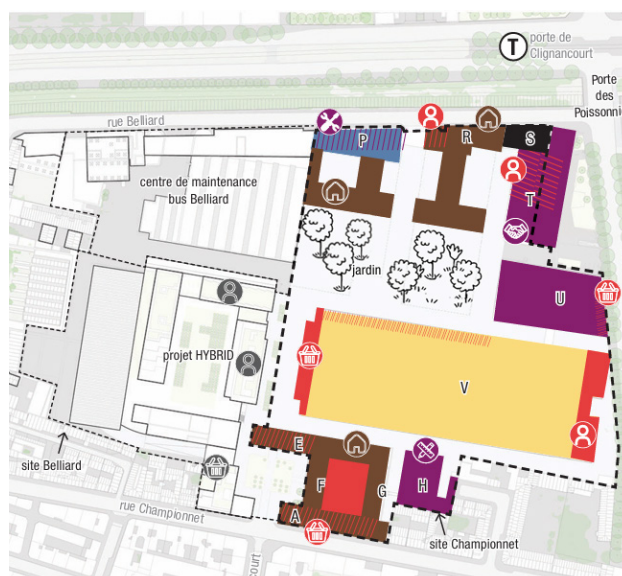 T
porte de
Clignancourt
Porte
des
Poissonni
rue Belliard
P
R
S
centre de maintenance
bus Belliard
T
jardin
U
projet HYBRID
V
E
site Belliard
F
G
H
A
rue Championnet
site Championnet
court